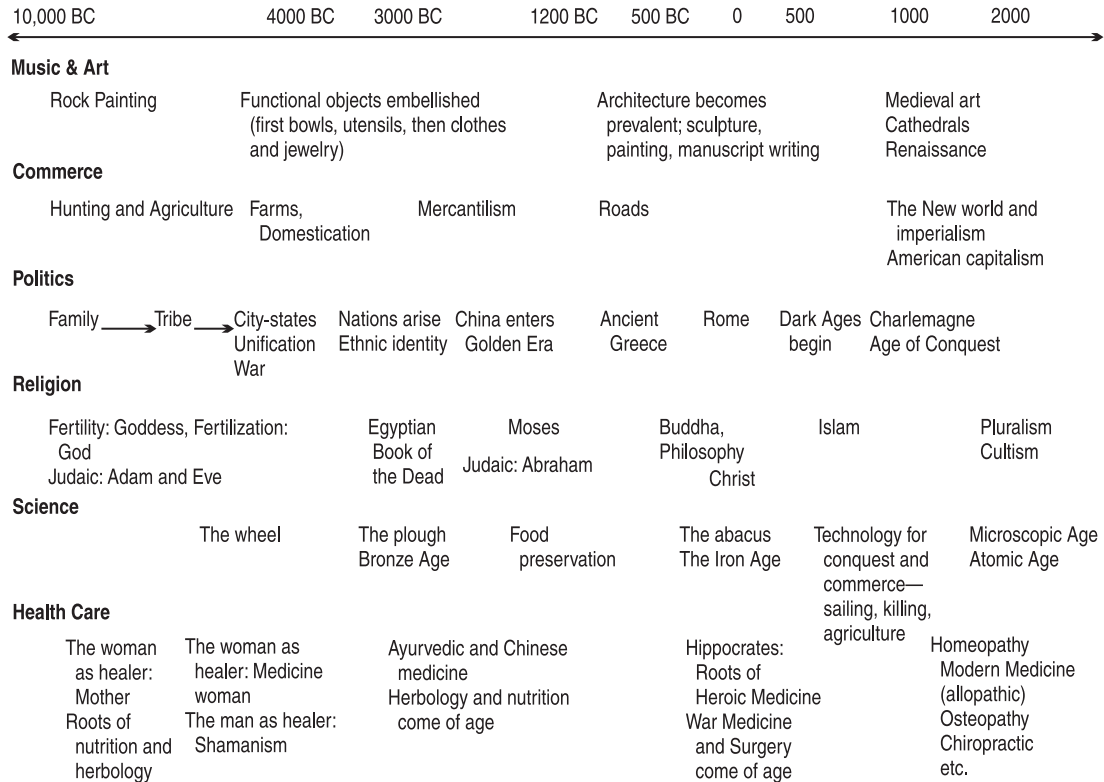 10,000 BC 4000 BC 3000 BC 1200 BC 500 BC 0 500 1000 2000
Music & Art
Rock Painting Functional objects embellished Architecture becomes Medieval art
(first bowls, utensils, then clothes prevalent; sculpture, Cathedrals
and jewelry) painting, manuscript writing Renaissance
Commerce
Hunting and Agriculture Farms, Mercantilism Roads The New world and
Domestication imperialism
American capitalism
Politics
Family Tribe City-states Nations arise China enters Ancient Rome Dark Ages Charlemagne
Unification Ethnic identity Golden Era Greece begin Age of Conquest
War
Religion
Fertility: Goddess, Fertilization: Egyptian Moses Buddha, Islam Pluralism
God Book of Philosophy Cultism
Judaic: Adam and Eve the Dead Judaic: Abraham Christ
Science
The wheel The plough Food The abacus Technology for Microscopic Age
Bronze Age preservation The Iron Age conquest and Atomic Age
commerce—
sailing, killing,
agriculture
Health Care
The woman The woman as Ayurvedic and Chinese Hippocrates: Homeopathy
as healer: healer: Medicine medicine Roots of Modern Medicine
Mother woman Herbology and nutrition Heroic Medicine (allopathic)
Roots of The man as healer: come of age War Medicine Osteopathy
nutrition and Shamanism and Surgery Chiropractic
herbology come of age etc.